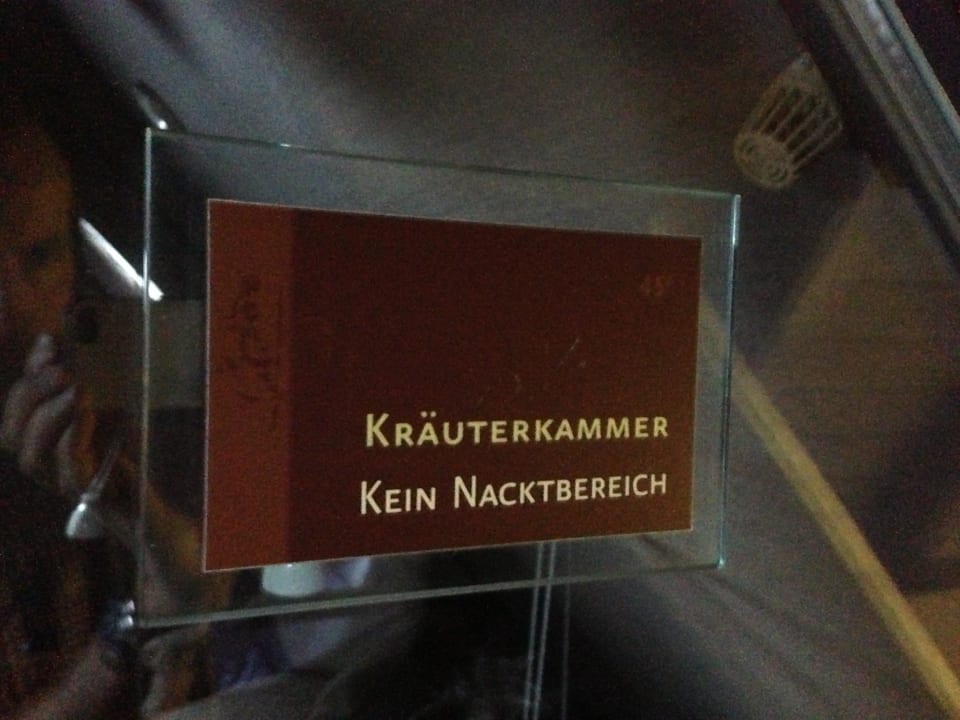 45°
Kräuterkammer
Kein Nacktbereich